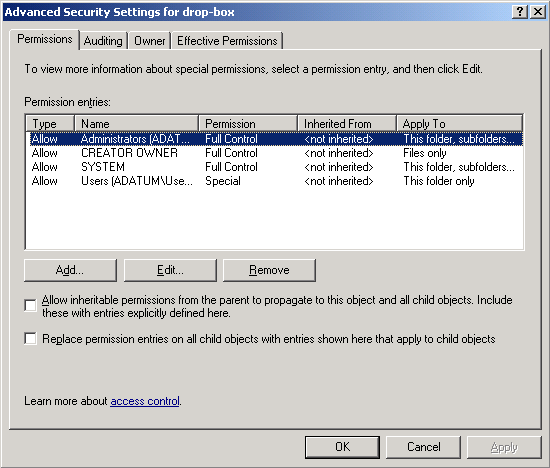 Advanced Security Settings for drop-box
Permissions Auditing Owner Effective Permissions
To view more information about special permissions, select a permission entry, and then click Edit.
Permission entries:
Type Name Permission Inherited From Apply To
Allow Administrators (ADAT... Full Control <not inherited> This folder, subfolders...
Allow CREATOR OWNER Full Control <not inherited> Files only
Allow SYSTEM Full Control <not inherited> This folder, subfolders...
Allow Users (ADATUM\Use... Special <not inherited> This folder only
Add... Edit... Remove
Allow inheritable permissions from the parent to propagate to this object and all child objects. Include
these with entries explicitly defined here.
Replace permission entries on all child objects with entries shown here that apply to child objects
Learn more about access control.
OK Cancel Apply